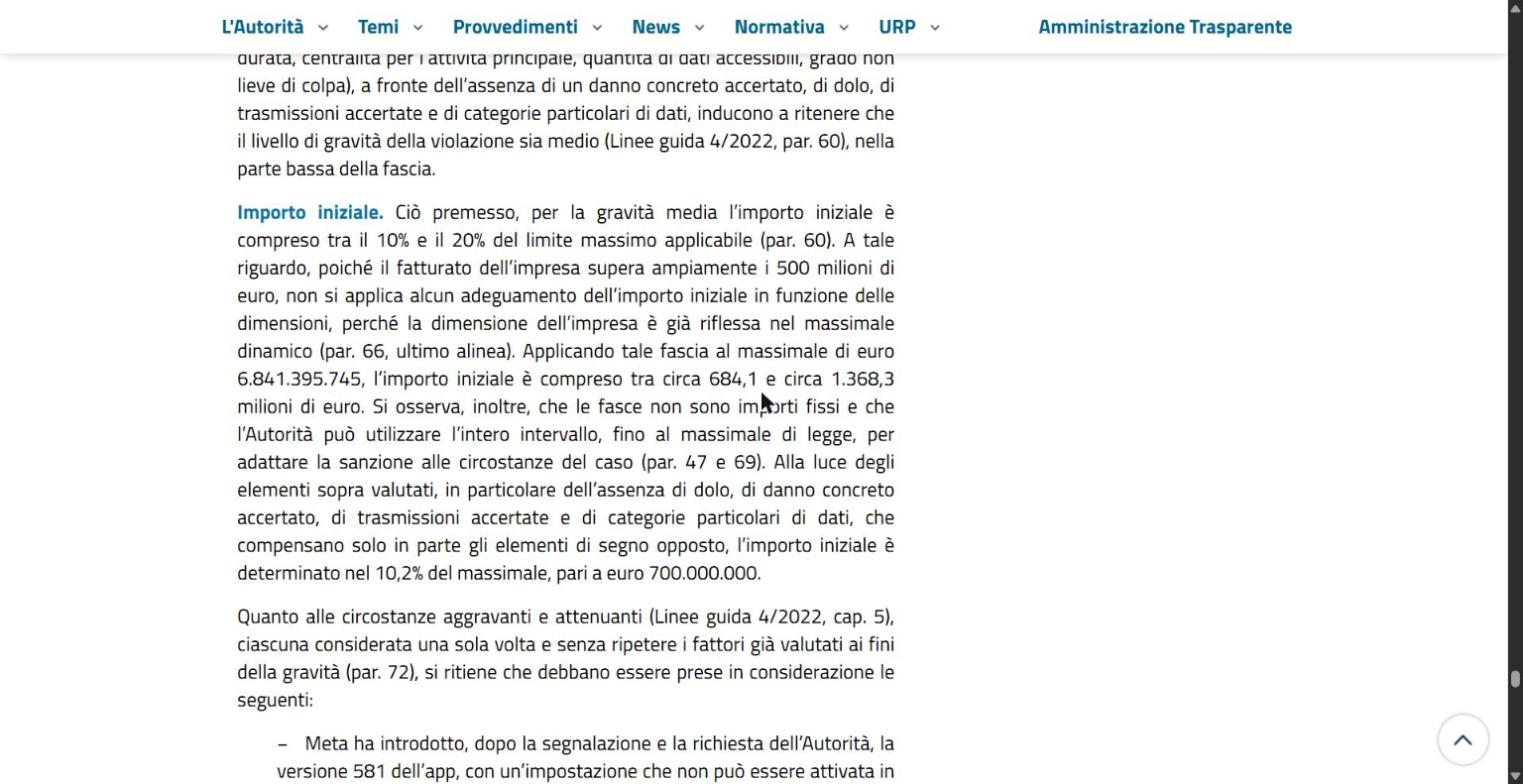 L'Autorità Temi Provvedimenti News Normativa URP Amministrazione Trasparente
durata, centralità per l'attività principale, quantità di dati accessibili, grado non
lieve di colpa), a fronte dell'assenza di un danno concreto accertato, di dolo, di
trasmissioni accertate e di categorie particolari di dati, inducono a ritenere che
il livello di gravità della violazione sia medio (Linee guida 4/2022, par. 60), nella
parte bassa della fascia.
Importo iniziale. Ciò premesso, per la gravità media l'importo iniziale è
compreso tra il 10% e il 20% del limite massimo applicabile (par. 60). A tale
riguardo, poiché il fatturato dell'impresa supera ampiamente i 500 milioni di
euro, non si applica alcun adeguamento dell'importo iniziale in funzione delle
dimensioni, perché la dimensione dell'impresa è già riflessa nel massimale
dinamico (par. 66, ultimo alinea). Applicando tale fascia al massimale di euro
6.841.395.745, l'importo iniziale è compreso tra circa 684,1 e circa 1.368,3
milioni di euro. Si osserva, inoltre, che le fasce non sono importi fissi e che
l'Autorità può utilizzare l'intero intervallo, fino al massimale di legge, per
adattare la sanzione alle circostanze del caso (par. 47 e 69). Alla luce degli
elementi sopra valutati, in particolare dell'assenza di dolo, di danno concreto
accertato, di trasmissioni accertate e di categorie particolari di dati, che
compensano solo in parte gli elementi di segno opposto, l'importo iniziale è
determinato nel 10,2% del massimale, pari a euro 700.000.000.
Quanto alle circostanze aggravanti e attenuanti (Linee guida 4/2022, cap. 5),
ciascuna considerata una sola volta e senza ripetere i fattori già valutati ai fini
della gravità (par. 72), si ritiene che debbano essere prese in considerazione le
seguenti:
– Meta ha introdotto, dopo la segnalazione e la richiesta dell'Autorità, la
versione 581 dell'app, con un'impostazione che non può essere attivata in